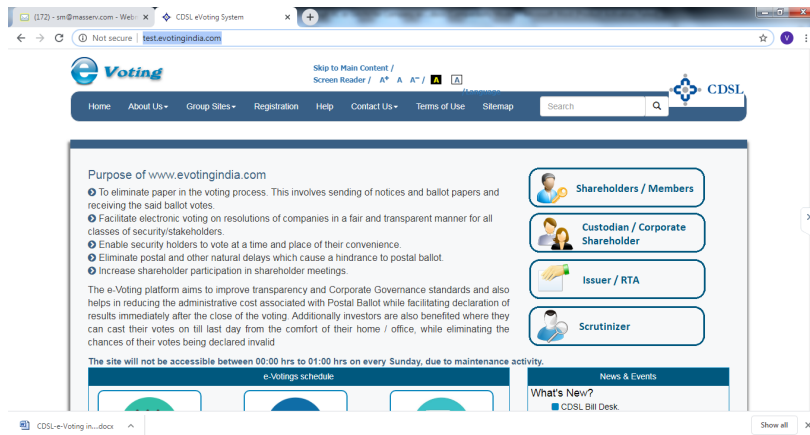 (172) - sm@masserv.com - Web
CDSL eVoting System
Not secure | test.evotingindia.com
V
e Voting
Skip to Main Content /
Screen Reader / A+ A A- / A A
CDSL
Home About Us Group Sites Registration Help Contact Us Terms of Use Sitemap Search
Purpose of www.evotingindia.com
To eliminate paper in the voting process. This involves sending of notices and ballot papers and
receiving the said ballot votes.
Facilitate electronic voting on resolutions of companies in a fair and transparent manner for all
classes of security/stakeholders.
Enable security holders to vote at a time and place of their convenience.
Eliminate postal and other natural delays which cause a hindrance to postal ballot.
Increase shareholder participation in shareholder meetings.
The e-Voting platform aims to improve transparency and Corporate Governance standards and also
helps in reducing the administrative cost associated with Postal Ballot while facilitating declaration of
results immediately after the close of the voting. Additionally investors are also benefited where they
can cast their votes on till last day from the comfort of their home / office, while eliminating the
chances of their votes being declared invalid
Shareholders / Members
Custodian / Corporate
Shareholder
Issuer / RTA
Scrutinizer
The site will not be accessible between 00:00 hrs to 01:00 hrs on every Sunday, due to maintenance activity.
e-Votings schedule
News & Events
What's New?
CDSL Bill Desk.
CDSL-e-Voting in....docx
Show all